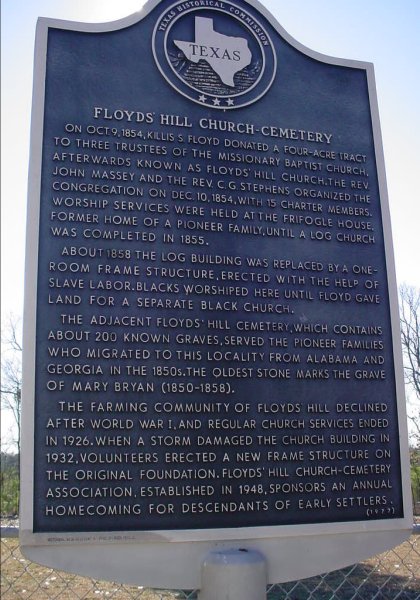 TEXAS HISTORICAL COMMISSION
TEXAS
FLOYDS' HILL CHURCH-CEMETERY
ON OCT.9,1854,KILLIS S. FLOYD DONATED A FOUR-ACRE TRACT
TO THREE TRUSTEES OF THE MISSIONARY BAPTIST CHURCH,
AFTERWARDS KNOWN AS FLOYDS' HILL CHURCH.THE REV.
JOHN MASSEY AND THE REV. C.G.STEPHENS ORGANIZED THE
CONGREGATION ON DEC.10,1854,WITH 15 CHARTER MEMBERS.
WORSHIP SERVICES WERE HELD AT THE FRIFOGLE HOUSE,
FORMER HOME OF A PIONEER FAMILY,UNTIL A LOG CHURCH
WAS COMPLETED IN 1855.
ABOUT 1858 THE LOG BUILDING WAS REPLACED BY A ONE-
ROOM FRAME STRUCTURE,ERECTED WITH THE HELP OF
SLAVE LABOR.BLACKS WORSHIPED HERE UNTIL FLOYD GAVE
LAND FOR A SEPARATE BLACK CHURCH.
THE ADJACENT FLOYDS' HILL CEMETERY,WHICH CONTAINS
ABOUT 200 KNOWN GRAVES,SERVED THE PIONEER FAMILIES
WHO MIGRATED TO THIS LOCALITY FROM ALABAMA AND
GEORGIA IN THE 1850s.THE OLDEST STONE MARKS THE GRAVE
OF MARY BRYAN (1850-1858).
THE FARMING COMMUNITY OF FLOYDS' HILL DECLINED
AFTER WORLD WAR I,AND REGULAR CHURCH SERVICES ENDED
IN 1926.WHEN A STORM DAMAGED THE CHURCH BUILDING IN
1932,VOLUNTEERS ERECTED A NEW FRAME STRUCTURE ON
THE ORIGINAL FOUNDATION.FLOYDS' HILL CHURCH-CEMETERY
ASSOCIATION, ESTABLISHED IN 1948,SPONSORS AN ANNUAL
HOMECOMING FOR DESCENDANTS OF EARLY SETTLERS.
(1977)